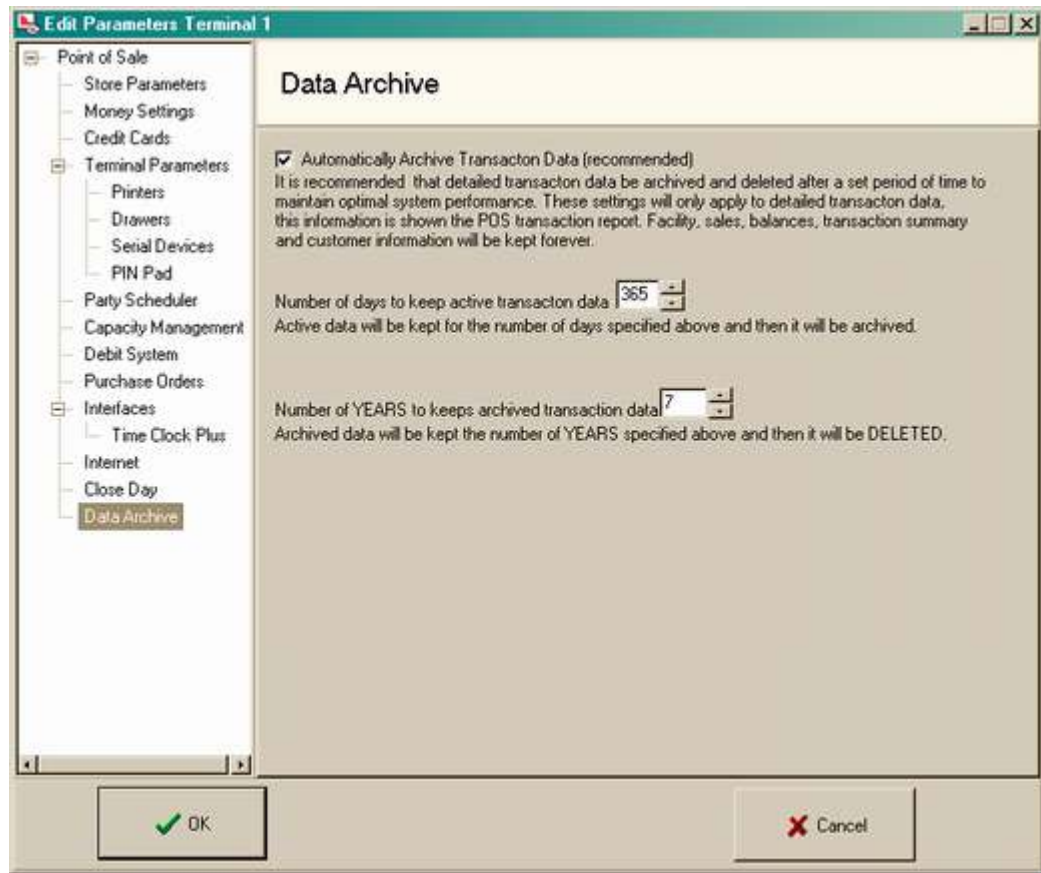 Edit Parameters Terminal 1
Point of Sale
Store Parameters
Money Settings
Credit Cards
Terminal Parameters
Printers
Drawers
Serial Devices
PIN Pad
Party Scheduler
Capacity Management
Debit System
Purchase Orders
Interfaces
Time Clock Plus
Internet
Close Day
Data Archive
Data Archive
Automatically Archive Transacton Data (recommended)
It is recommended that detailed transacton data be archived and deleted after a set period of time to
maintain optimal system performance. These settings will only apply to detailed transacton data,
this information is shown the POS transaction report. Facility, sales, balances, transaction summary
and customer information will be kept forever.
Number of days to keep active transacton data 365
Active data will be kept for the number of days specified above and then it will be archived.
Number of YEARS to keeps archived transaction data 7
Archived data will be kept the number of YEARS specified above and then it will be DELETED.
OK
Cancel